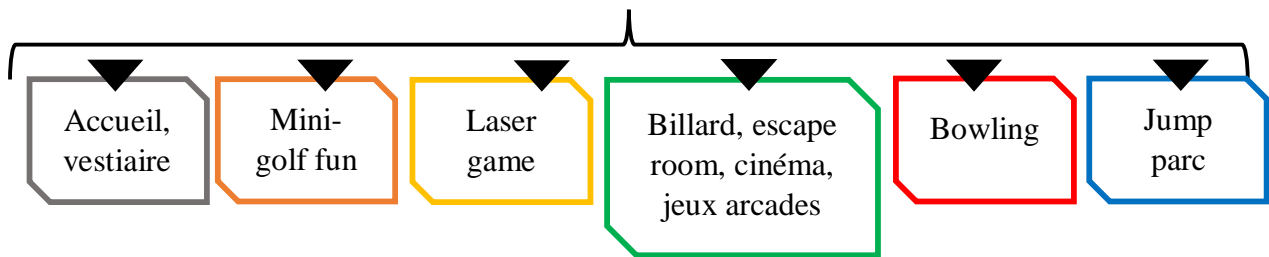 Accueil,
vestiaire
Mini-
golf fun
Laser
game
Billard, escape
room, cinéma,
jeux arcades
Bowling
Jump
parc